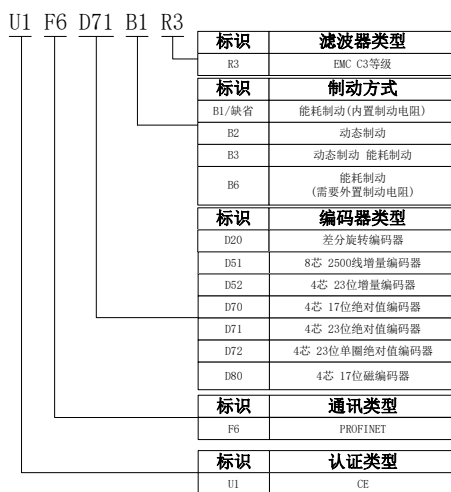 U1 F6 D71 B1 R3
标识 滤波器类型
R3 EMC C3等级
标识 制动方式
B1/缺省 能耗制动(内置制动电阻)
B2 动态制动
B3 动态制动 能耗制动
B6 能耗制动
(需要外置制动电阻)
标识 编码器类型
D20 差分旋转编码器
D51 8芯 2500线增量编码器
D52 4芯 23位增量编码器
D70 4芯 17位绝对值编码器
D71 4芯 23位绝对值编码器
D72 4芯 23位单圈绝对值编码器
D80 4芯 17位磁编码器
标识 通讯类型
F6 PROFINET
标识 认证类型
U1 CE